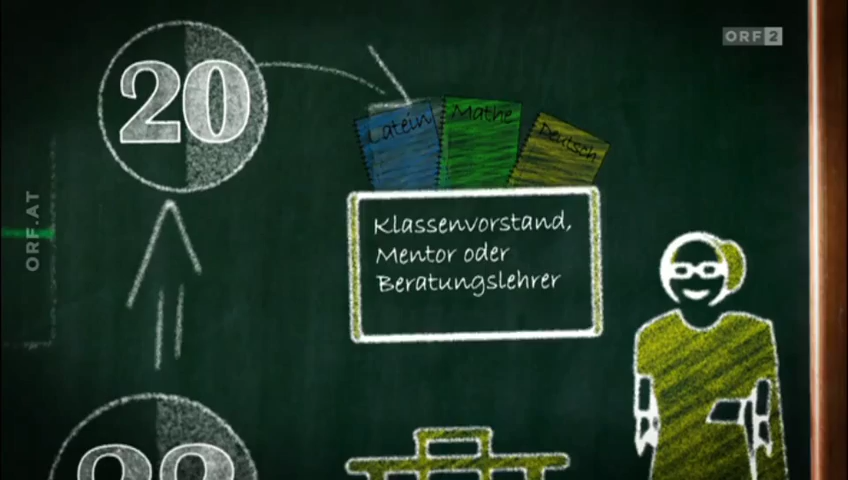 ORF 2
20
Latein
Mathe
Deutsch
Klassenvorstand,
Mentor oder
Beratungslehrer
ORF.AT